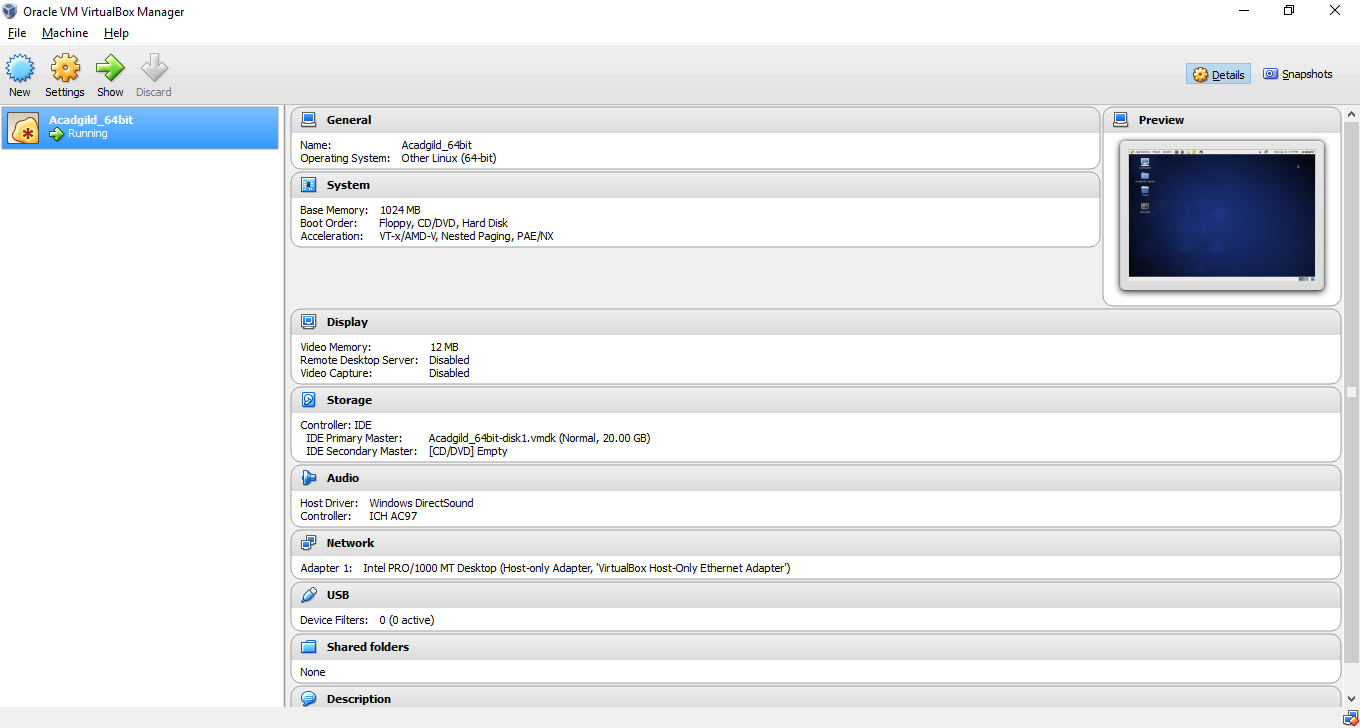 Oracle VM VirtualBox Manager
File Machine Help
New Settings Show Discard
Details Snapshots
Acadgild_64bit
Running
General
Name: Acadgild_64bit
Operating System: Other Linux (64-bit)
Preview
System
Base Memory: 1024 MB
Boot Order: Floppy, CD/DVD, Hard Disk
Acceleration: VT-x/AMD-V, Nested Paging, PAE/NX
Display
Video Memory: 12 MB
Remote Desktop Server: Disabled
Video Capture: Disabled
Storage
Controller: IDE
IDE Primary Master: Acadgild_64bit-disk1.vmdk (Normal, 20.00 GB)
IDE Secondary Master: [CD/DVD] Empty
Audio
Host Driver: Windows DirectSound
Controller: ICH AC97
Network
Adapter 1: Intel PRO/1000 MT Desktop (Host-only Adapter, 'VirtualBox Host-Only Ethernet Adapter')
USB
Device Filters: 0 (0 active)
Shared folders
None
Description